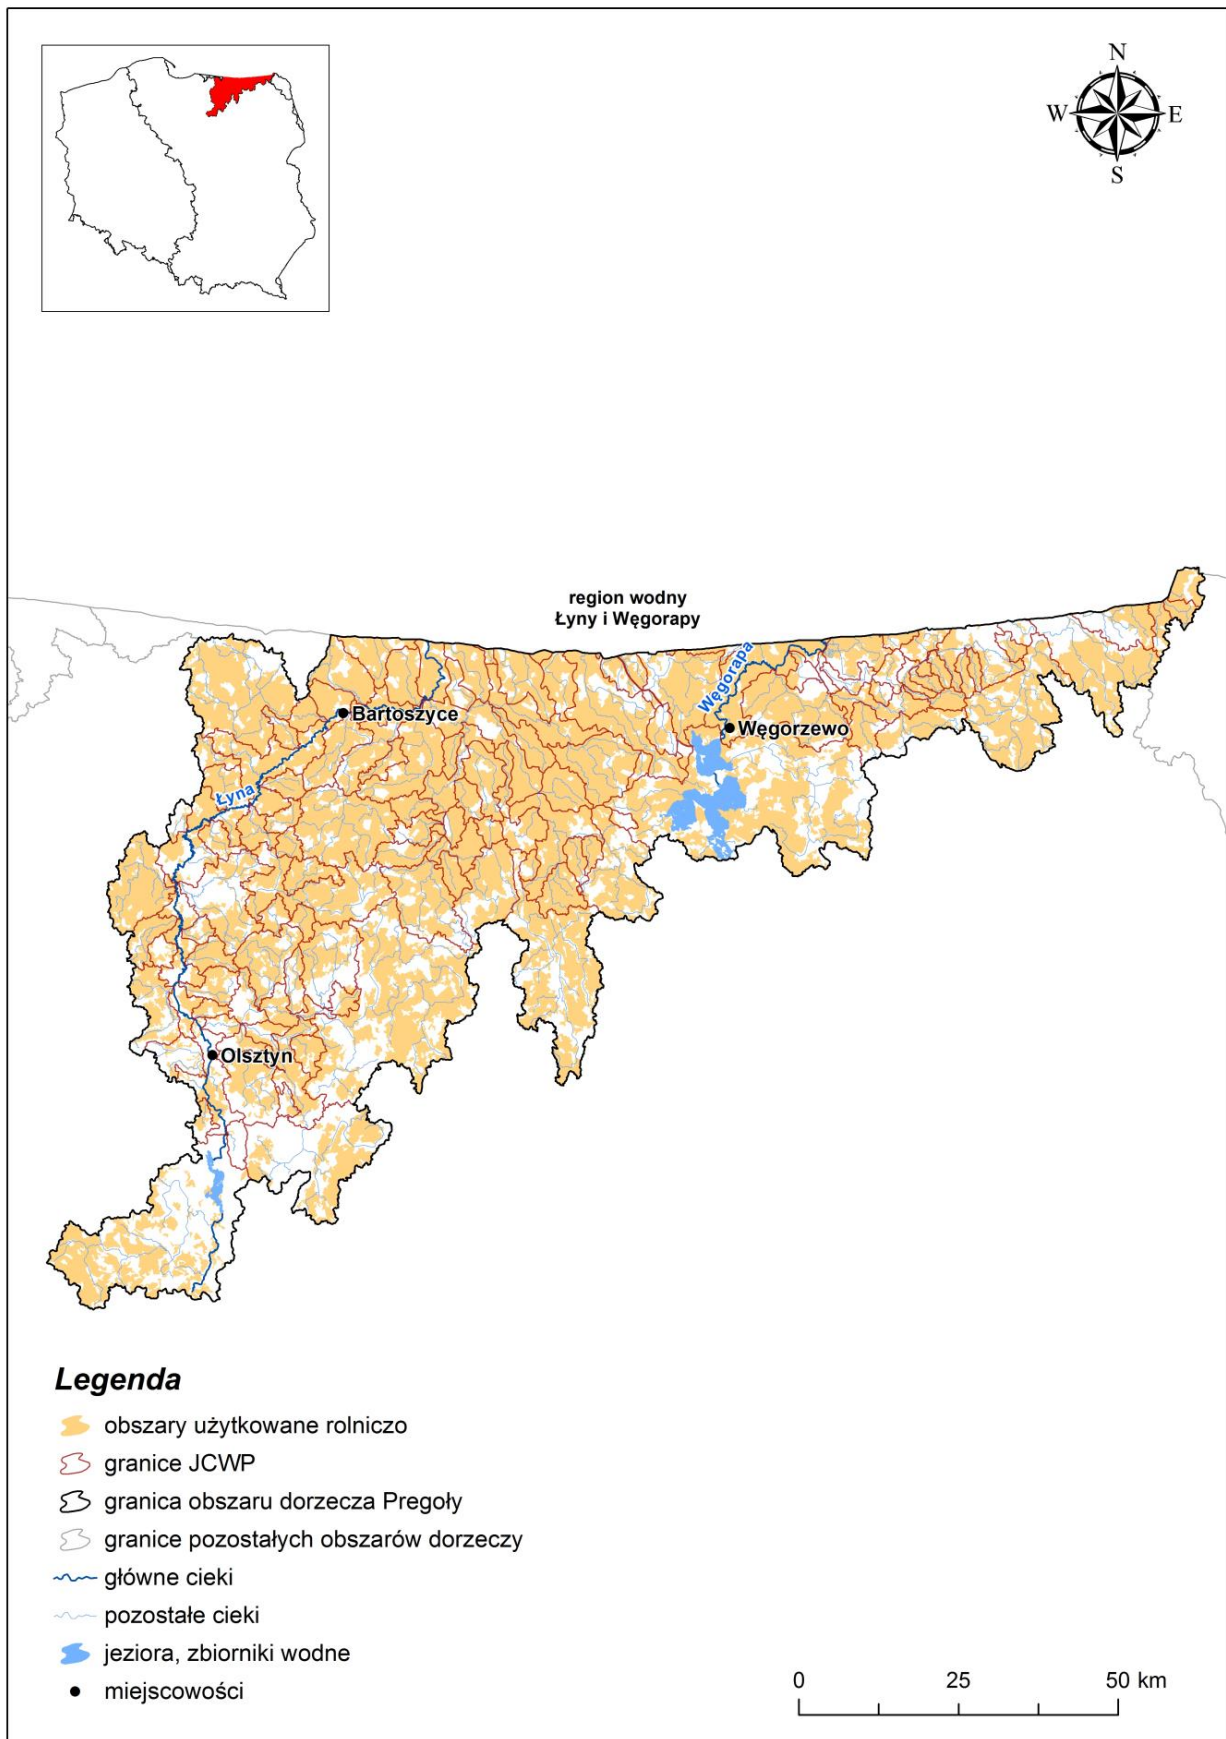 N
W E
S
region wodny
Łyny i Węgorapy
Węgorapa
Bartoszyce
Węgorzewo
Łyna
Olsztyn
Legenda
obszary użytkowane rolniczo
granice JCWP
granica obszaru dorzecza Pregoły
granice pozostałych obszarów dorzeczy
główne cieki
pozostałe cieki
jeziora, zbiorniki wodne
miejscowości
0 25 50 km